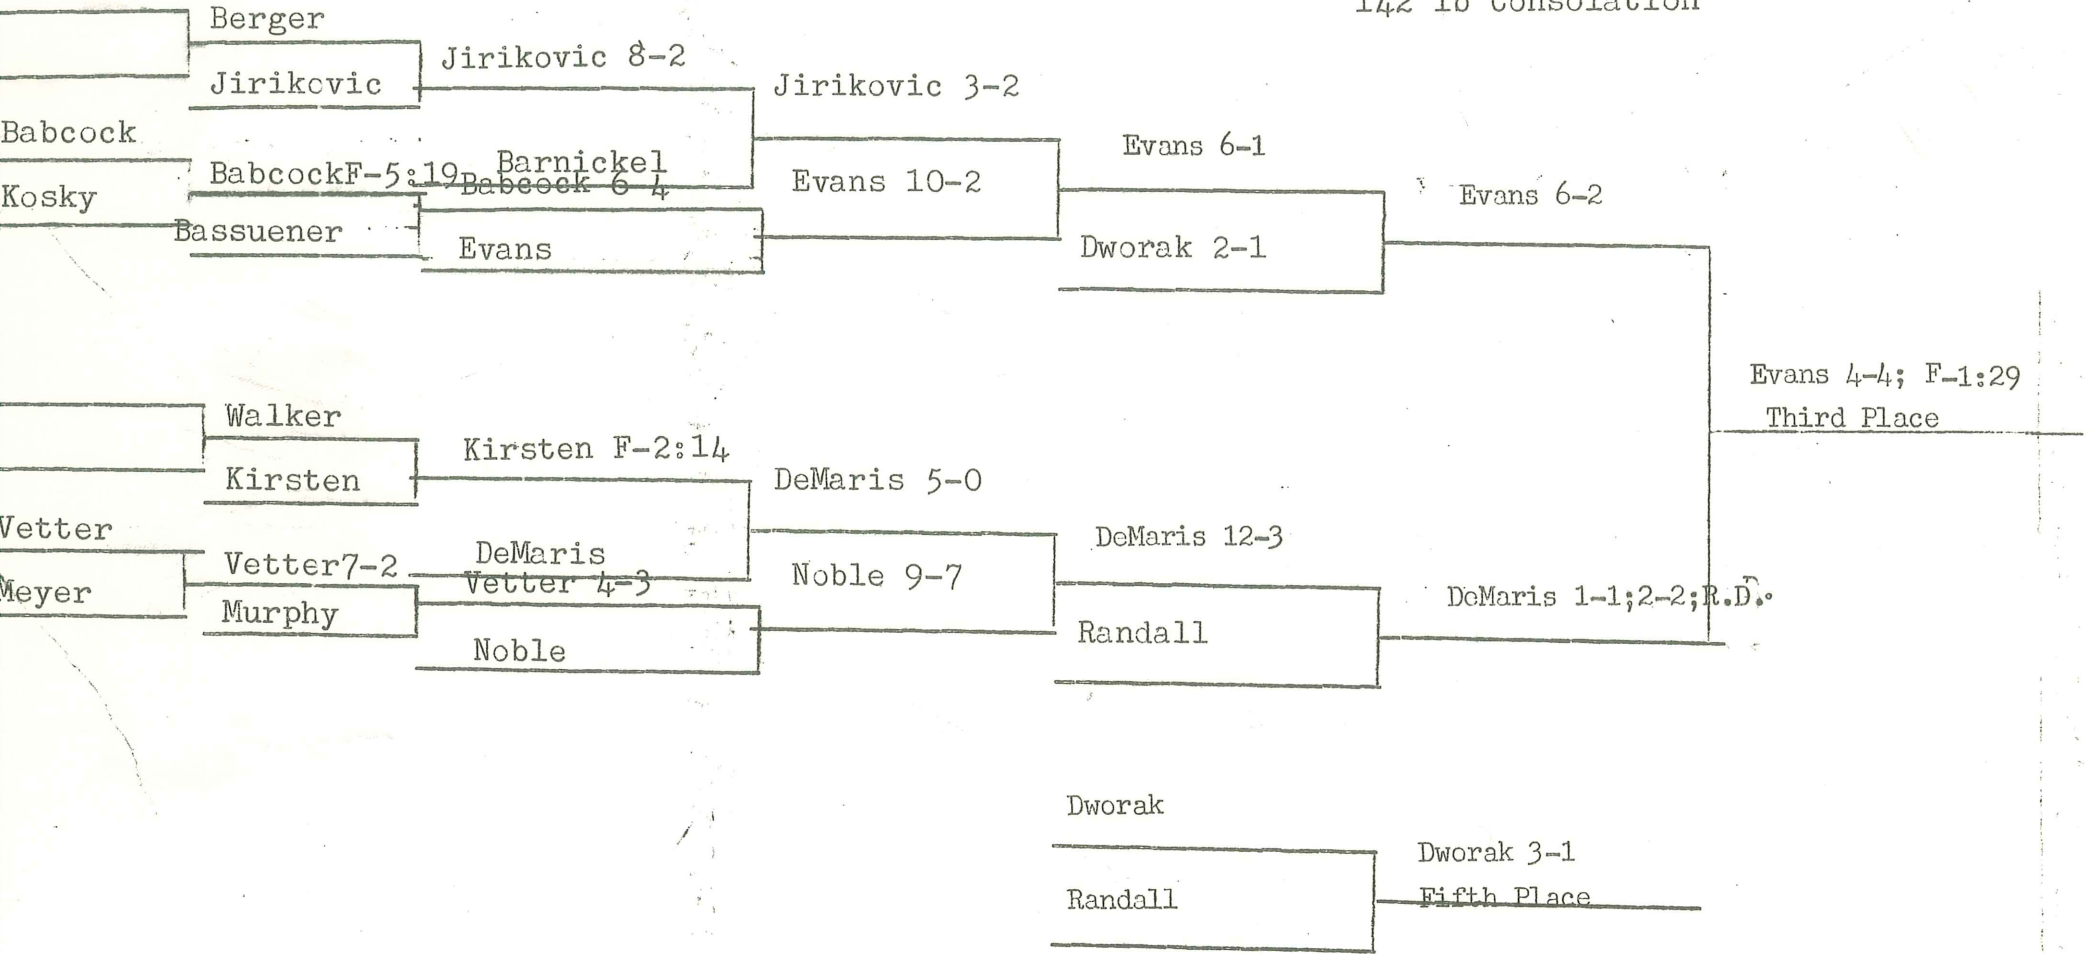 142 lb Consolation
Berger
Jirikovic
Jirikovic 8-2
Jirikovic 3-2
Babcock
Kosky
BabcockF-5:19
Bassuener
Barnickel
Babcock 6-4
Evans
Evans 10-2
Evans 6-1
Dworak 2-1
Evans 6-2
Evans 4-4; F-1:29
Third Place
Walker
Kirsten
Kirsten F-2:14
DeMaris 5-0
Vetter
Meyer
Vetter7-2
Murphy
DeMaris
Vetter 4-3
Noble
Noble 9-7
DeMaris 12-3
Randall
DeMaris 1-1;2-2;R.D.
Dworak
Randall
Dworak 3-1
Fifth Place